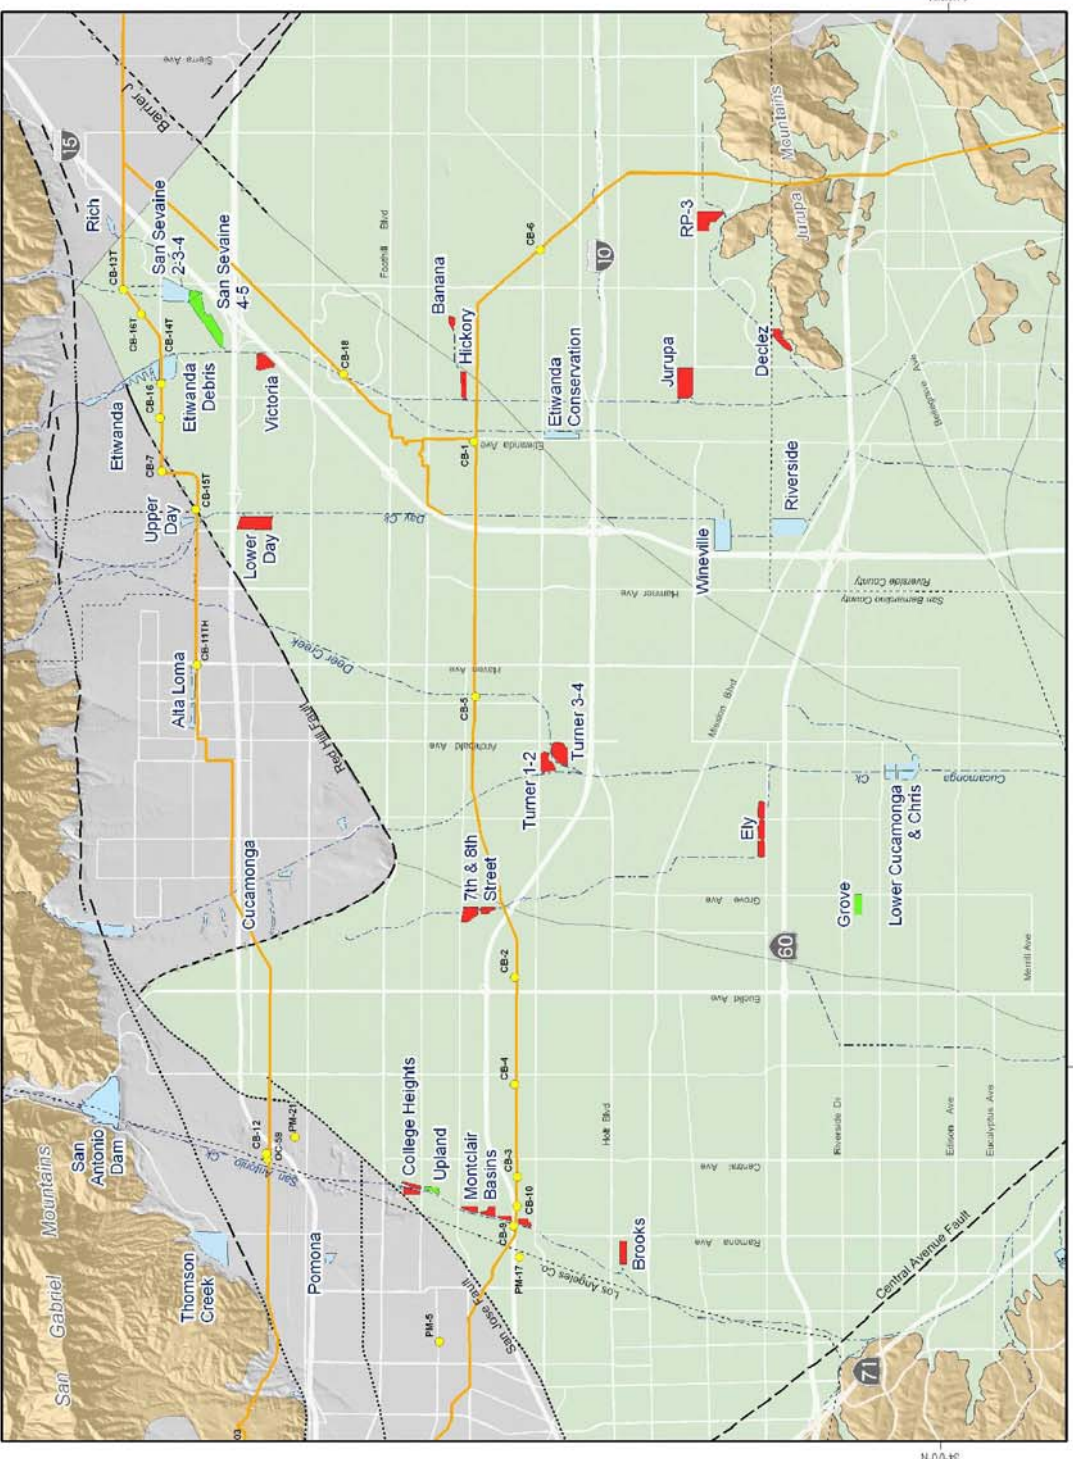 Sierra Ave
Barrier J
15
Rich
San Sevaine
2-3-4
CB-13T
San Sevaine
4-5
CB-16T
CB-14T
Foothill Blvd
CB-6
10
RP-3
Jurupa
Mountains
Banana
Hickory
CB-18
Etiwanda
Debris
Victoria
CB-16
Etiwanda
CB-7
CB-15T
Upper
Day
Lower
Day
Day Ck
CB-1
Etiwanda Ave
Etiwanda
Conservation
Jurupa
Declez
Bellegrave Ave
Riverside
Wineville
Riverside County
San Bernardino County
Hamner Ave
Deer Creek
CB-11TH
Alta Loma
Haven Ave
CB-5
Archibald Ave
Red Hill Fault
Turner 1-2
Turner 3-4
Mission Blvd
Ck
Cucamonga
Lower Cucamonga
& Chris
Ely
Grove
Grove Ave
7th & 8th
Street
Cucamonga
CB-2
60
Merrill Ave
Euclid Ave
CB-4
College Heights
Upland
Montclair
Basins
CB-3
CB-10
CB-9
Holt Blvd
Central Ave
Riverside Dr
Edison Ave
Eucalyptus Ave
CB-12
OC-59
PM-21
San Antonio
Ck
San
Antonio
Dam
San Gabriel Mountains
Thomson
Creek
Pomona
PM-5
San Jose Fault
PM-17
Los Angeles Co.
Brooks
Ramona Ave
Central Avenue Fault
71
34°00'N